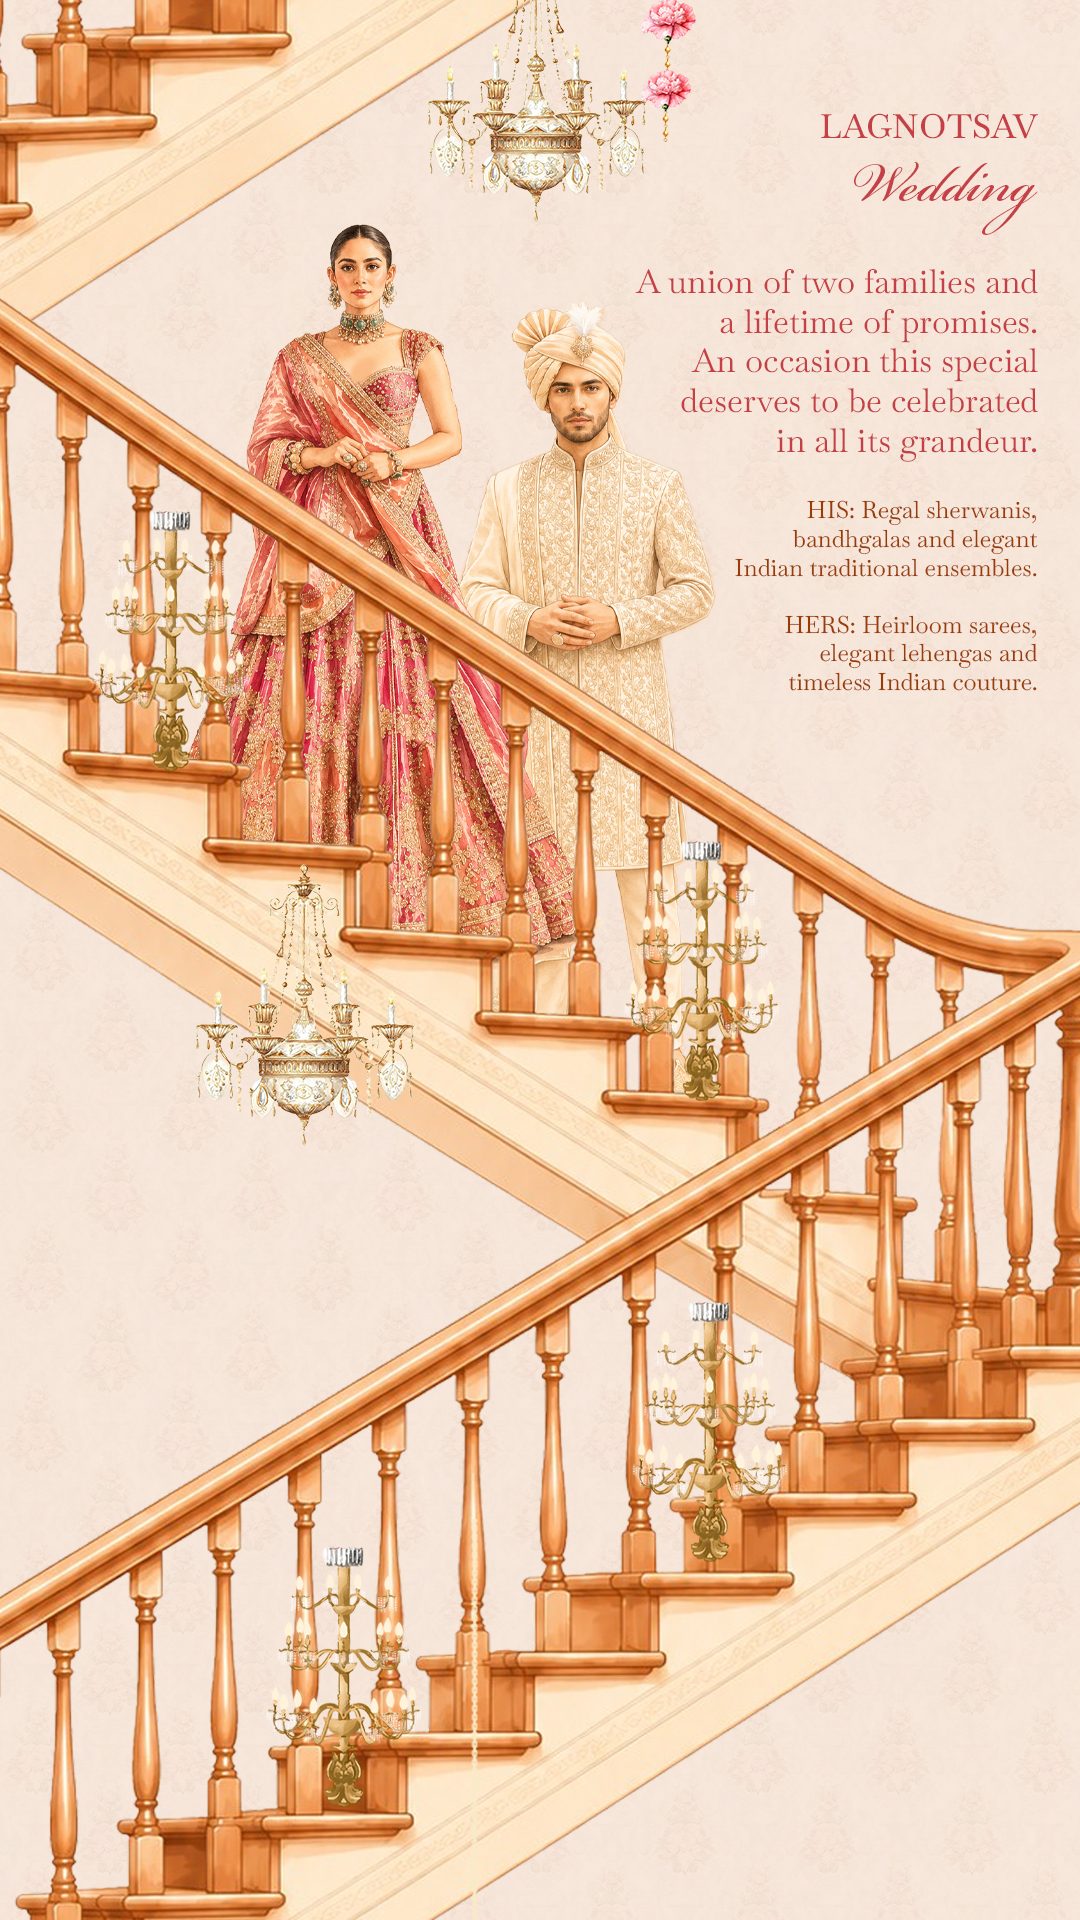 LAGNOTSAV
Wedding
A union of two families and
a lifetime of promises.
An occasion this special
deserves to be celebrated
in all its grandeur.
HIS: Regal sherwanis,
bandhgalas and elegant
Indian traditional ensembles.
HERS: Heirloom sarees,
elegant lehengas and
timeless Indian couture.